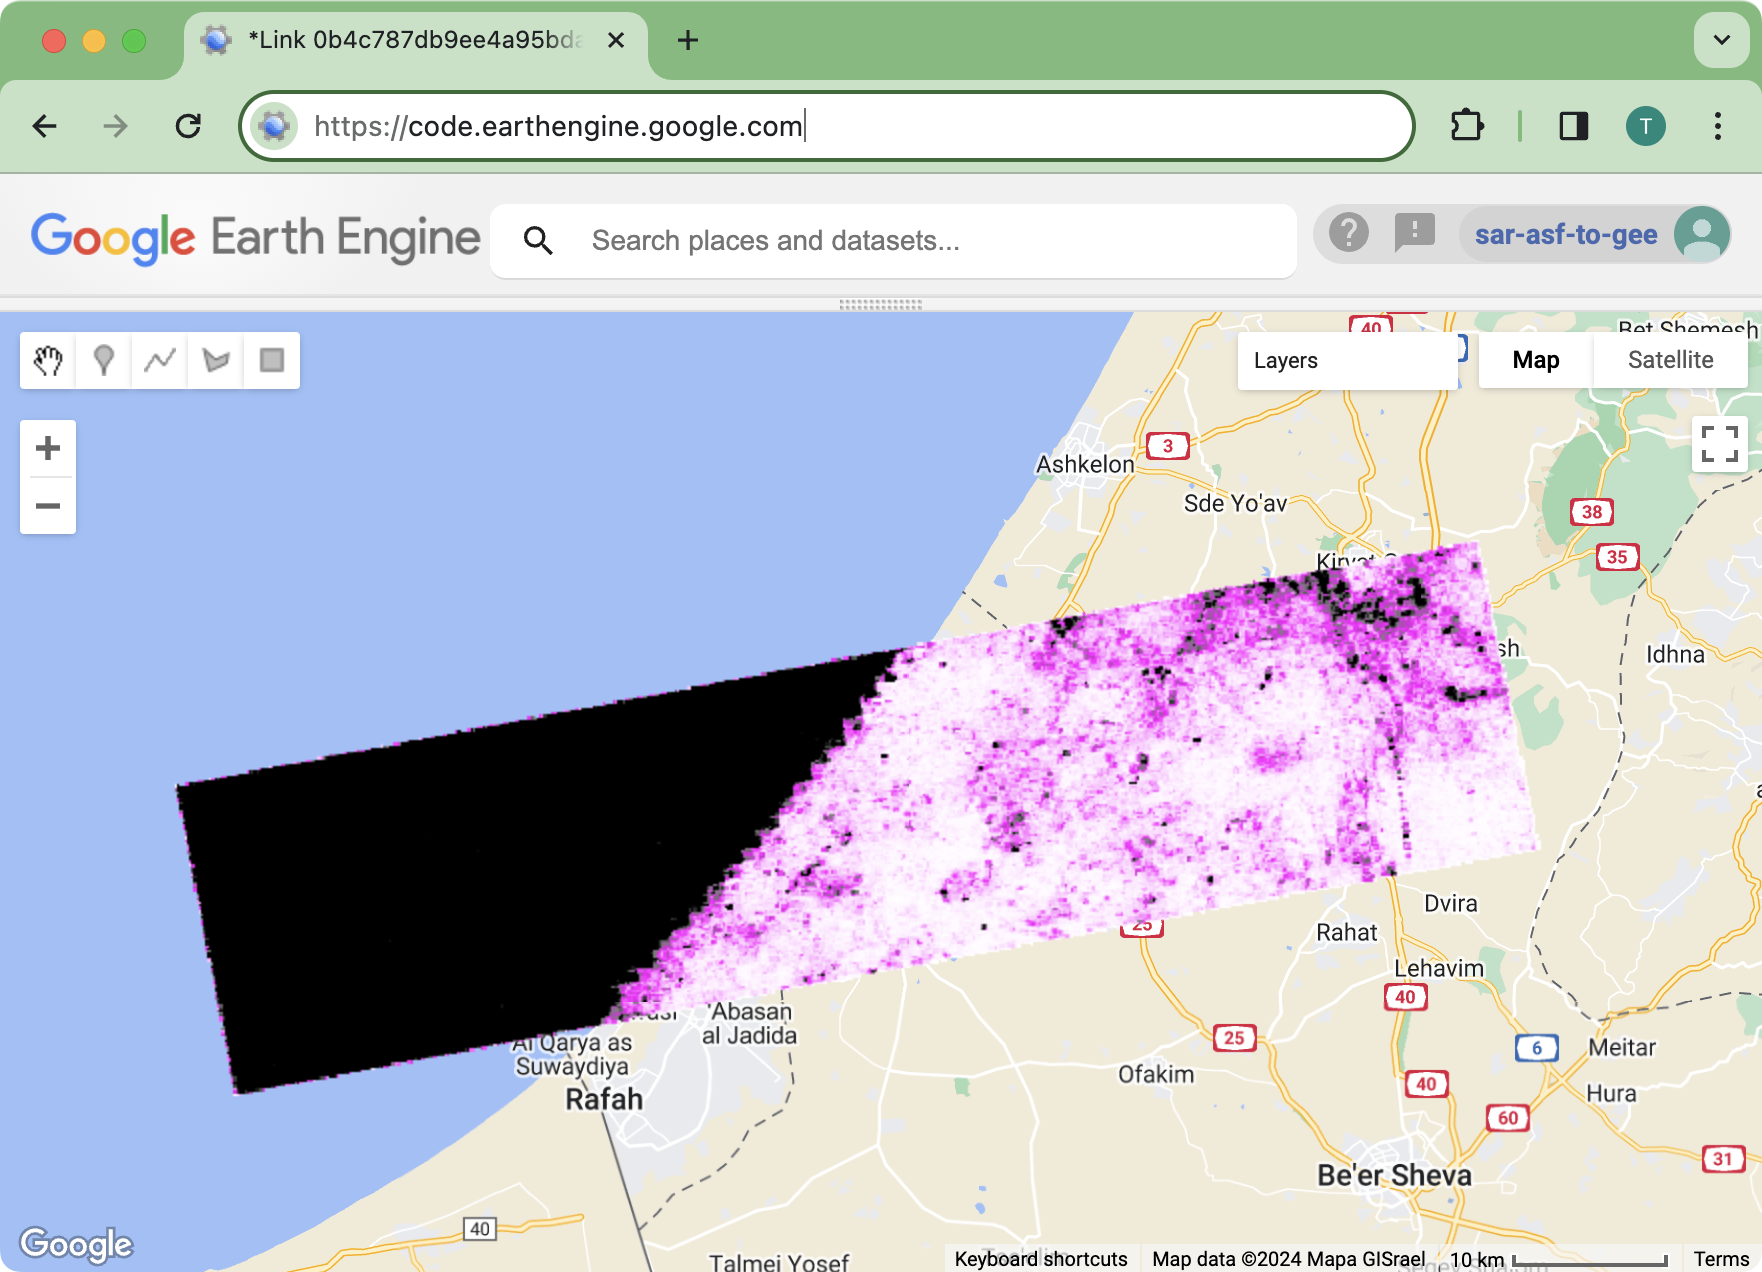 *Link 0b4c787db9ee4a95bda
https://code.earthengine.google.com
T
Google Earth Engine
Search places and datasets...
sar-asf-to-gee
Layers
Map
Satellite
40
Bet Shemesh
3
Ashkelon
Sde Yo'av
38
35
Idhna
25
Dvira
Rahat
Lehavim
40
'Abasan
al Jadida
Al Qarya as
Suwaydiya
Rafah
25
Ofakim
6
Meitar
40
Hura
60
31
Be'er Sheva
40
Google
Talmei Yosef
Keyboard shortcuts
Map data ©2024 Mapa GISrael
10 km
Terms